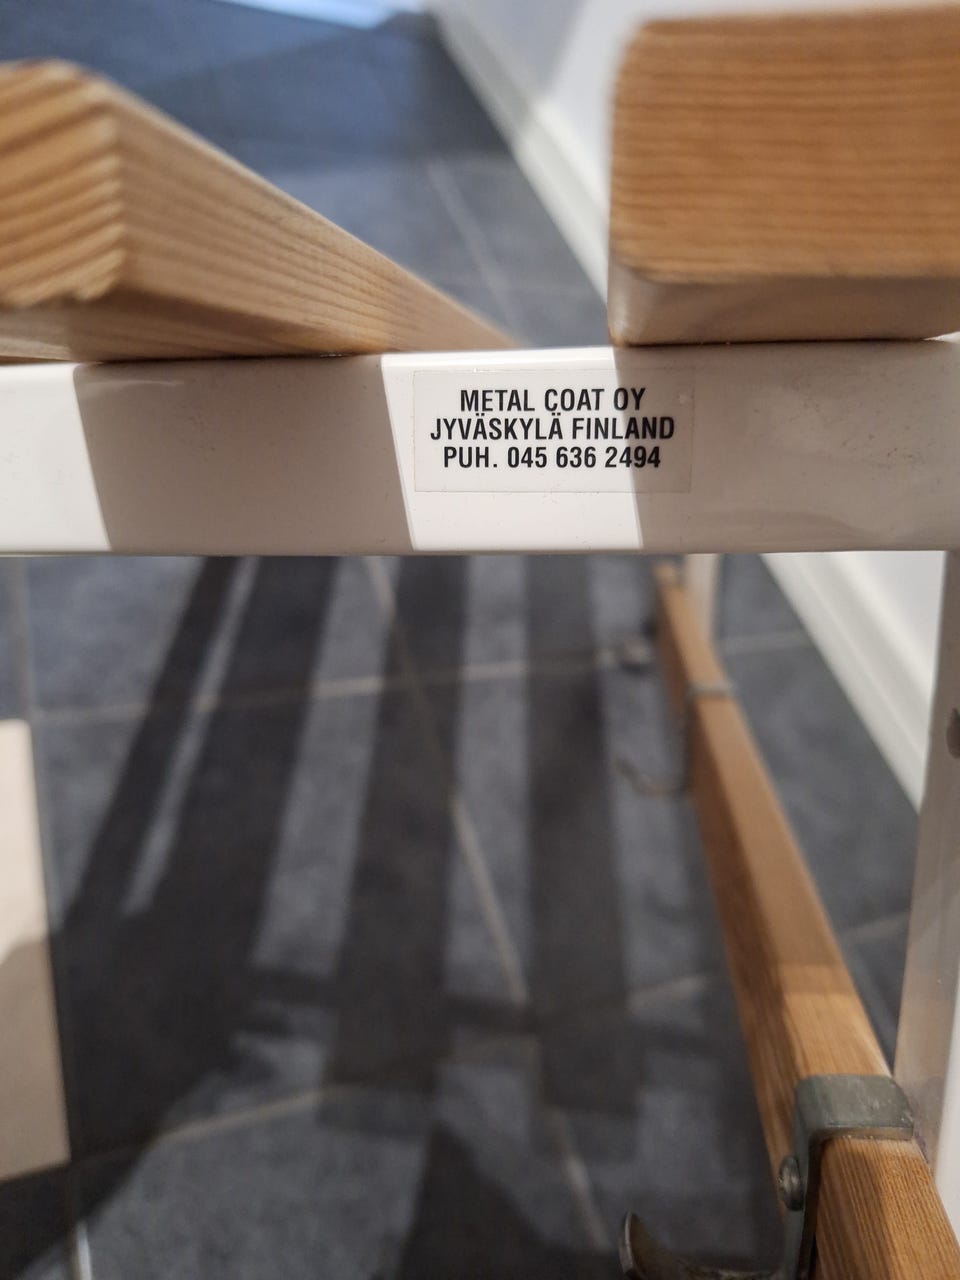 METAL COAT OY
JYVÄSKYLÄ FINLAND
PUH. 045 636 2494